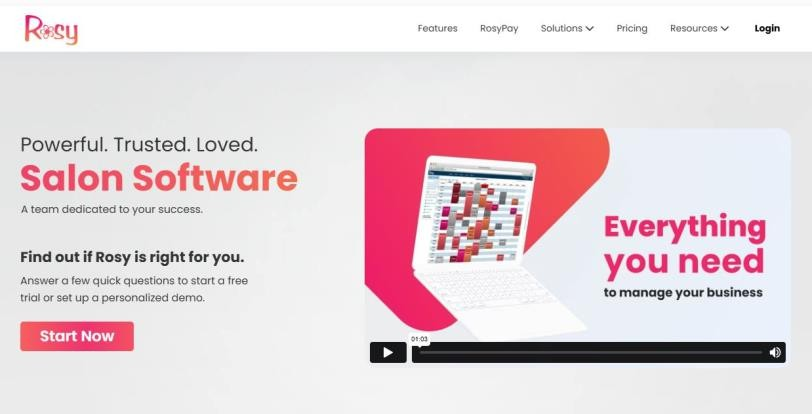 Rosy
Features RosyPay Solutions Pricing Resources Login
Powerful. Trusted. Loved.
Salon Software
A team dedicated to your success.
Find out if Rosy is right for you.
Answer a few quick questions to start a free
trial or set up a personalized demo.
Start Now
Everything
you need
to manage your business
01:03